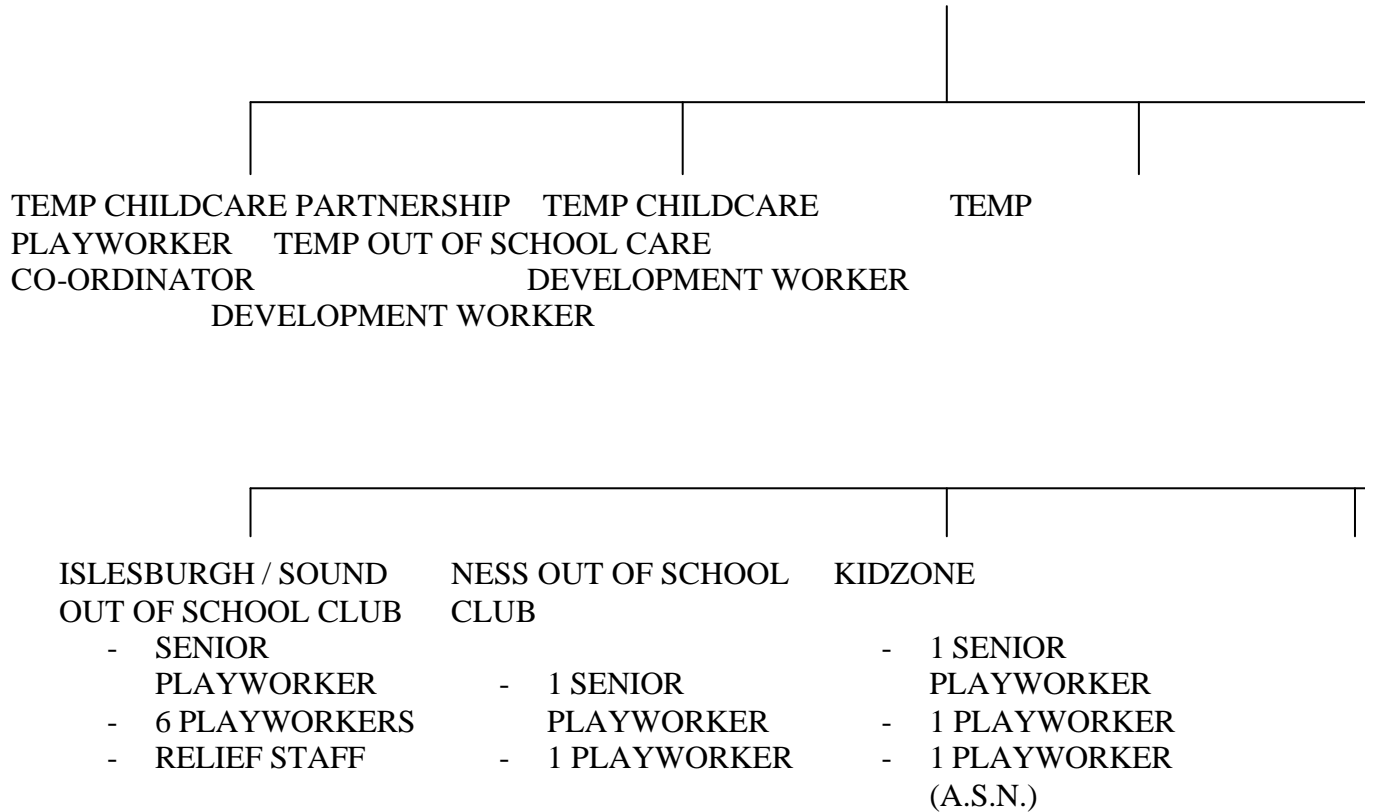 TEMP CHILDCARE PARTNERSHIP TEMP CHILDCARE TEMP
PLAYWORKER TEMP OUT OF SCHOOL CARE
CO-ORDINATOR DEVELOPMENT WORKER
DEVELOPMENT WORKER
ISLESBURGH / SOUND
OUT OF SCHOOL CLUB
- SENIOR
PLAYWORKER
- 6 PLAYWORKERS
- RELIEF STAFF
NESS OUT OF SCHOOL
CLUB
- 1 SENIOR
PLAYWORKER
- 1 PLAYWORKER
KIDZONE
- 1 SENIOR
PLAYWORKER
- 1 PLAYWORKER
- 1 PLAYWORKER
(A.S.N.)